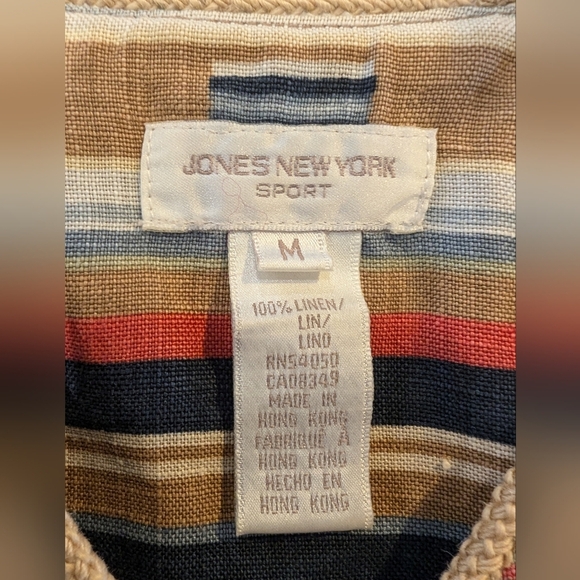 JONES NEW YORK
SPORT
M
100% LINEN/
LIN/
LINO
RN54050
CA08349
MADE IN
HONG KONG
FABRIQUÉ À
HONG KONG
HECHO EN
HONG KONG